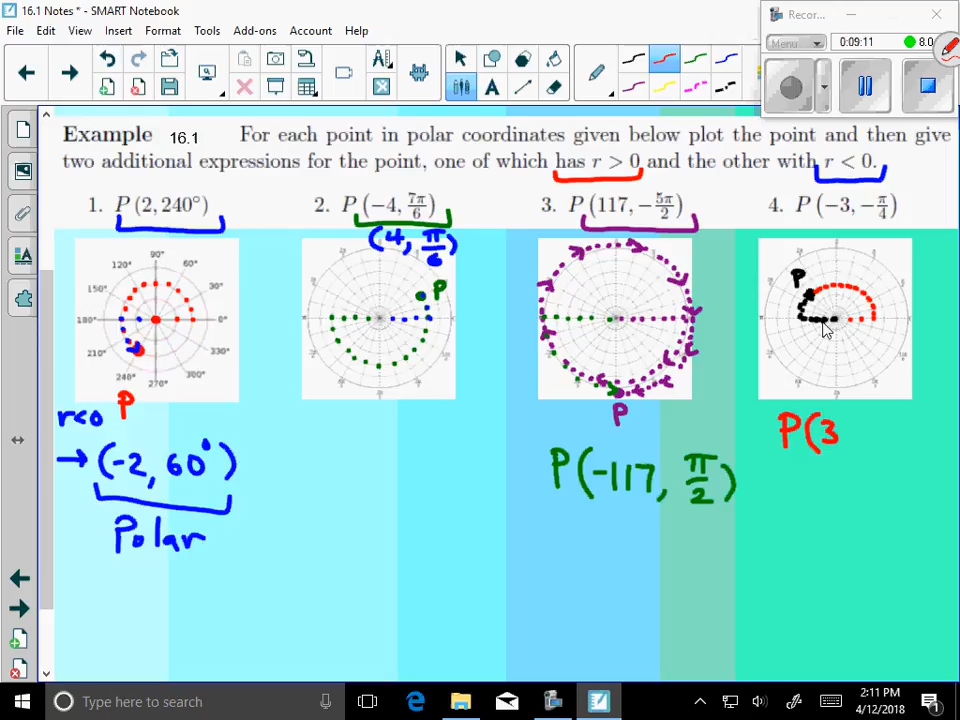 16.1 Notes * - SMART Notebook
Recor...
File Edit View Insert Format Tools Add-ons Account Help
Menu 0:09:11 8.0
Example 16.1 For each point in polar coordinates given below plot the point and then give
two additional expressions for the point, one of which has r > 0 and the other with r < 0.
1. P (2, 240°) 2. P (−4, 7π/6) 3. P (117, −5π/2) 4. P (−3, −π/4)
(4, π/6)
90°
120° 60°
150° 30°
180° 0°
210° 330°
240° 300°
270°
P
P
P
P
r<0
→ (-2, 60°)
Polar
P(-117, π/2)
P(3
Type here to search
2:11 PM
4/12/2018
1